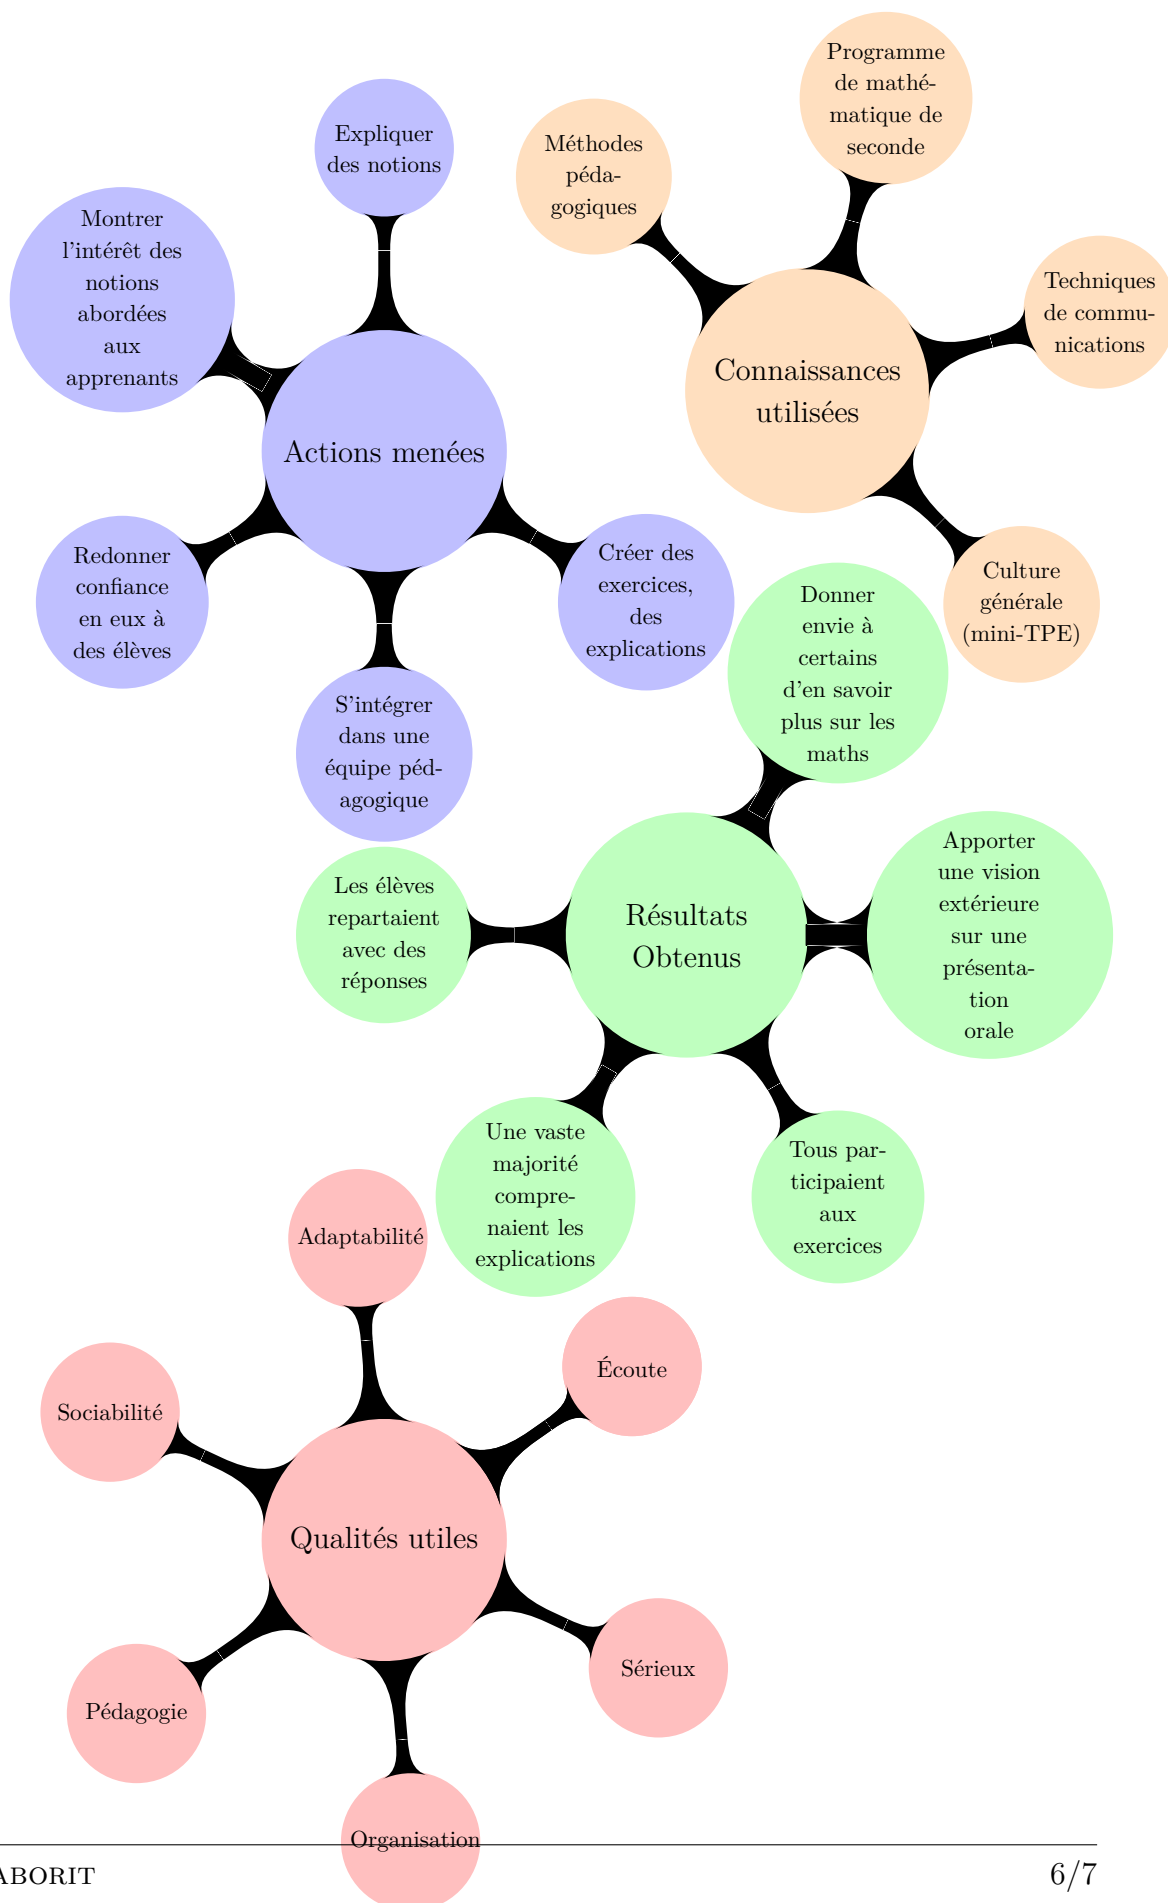 Expliquer
des notions
Montrer
l'intérêt des
notions
abordées
aux
apprenants
Actions menées
Redonner
confiance
en eux à
des élèves
S'intégrer
dans une
équipe péd-
agogique
Créer des
exercices,
des
explications
Programme
de mathé-
matique de
seconde
Méthodes
péda-
gogiques
Techniques
de commu-
nications
Connaissances
utilisées
Culture
générale
(mini-TPE)
Donner
envie à
certains
d'en savoir
plus sur les
maths
Les élèves
repartaient
avec des
réponses
Résultats
Obtenus
Apporter
une vision
extérieure
sur une
présenta-
tion
orale
Une vaste
majorité
compre-
naient les
explications
Tous par-
ticipaient
aux
exercices
Adaptabilité
Écoute
Sociabilité
Qualités utiles
Sérieux
Pédagogie
Organisation
ABORIT
6/7